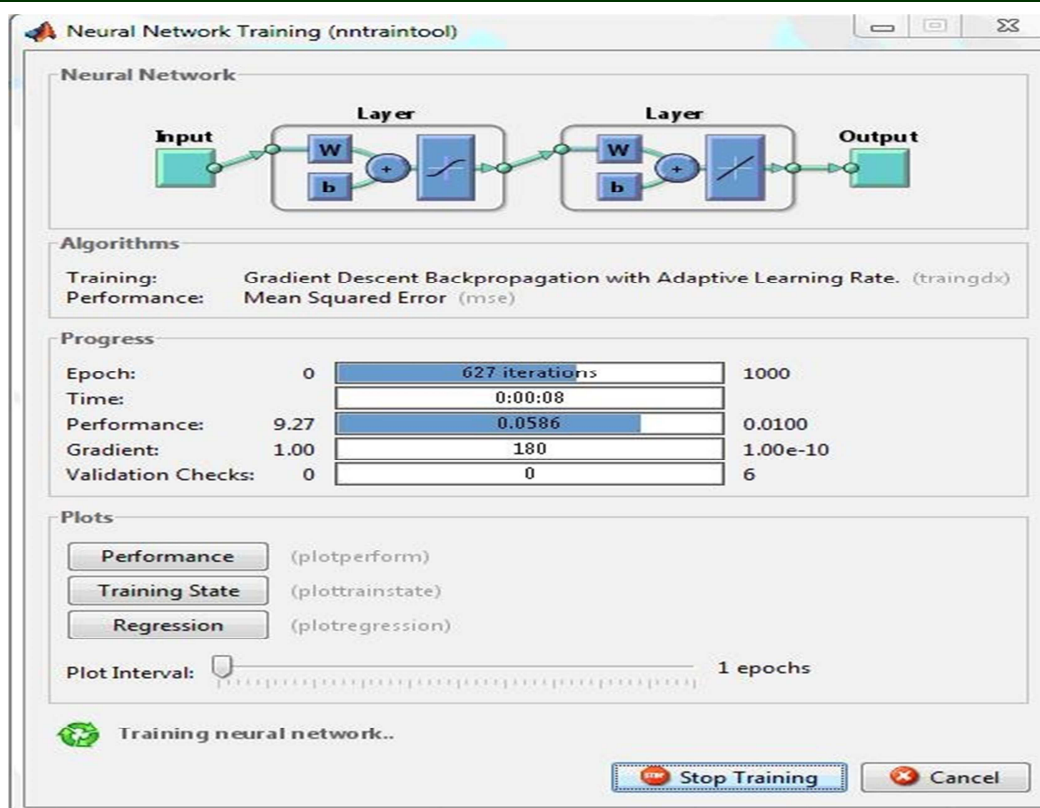 Neural Network Training (nntraintool)
Neural Network
Layer
Layer
Input
Output
W
b
+
W
b
+
Algorithms
Training: Gradient Descent Backpropagation with Adaptive Learning Rate. (traingdx)
Performance: Mean Squared Error (mse)
Progress
Epoch: 0 627 iterations 1000
Time: 0:00:08
Performance: 9.27 0.0586 0.0100
Gradient: 1.00 180 1.00e-10
Validation Checks: 0 0 6
Plots
Performance (plotperform)
Training State (plottrainstate)
Regression (plotregression)
Plot Interval: 1 epochs
Training neural network..
Stop Training Cancel